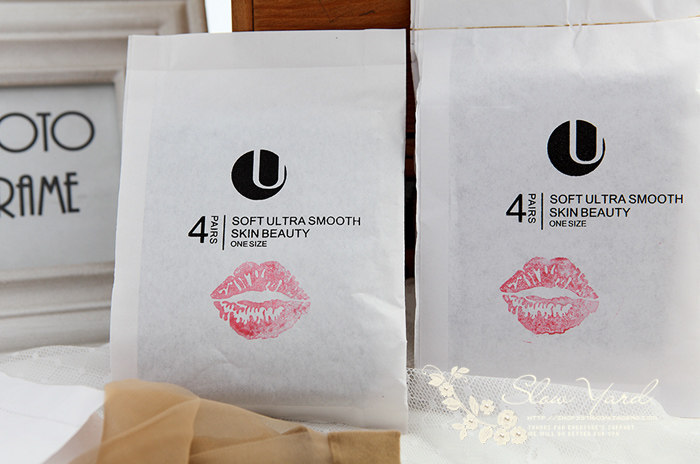 OTO
RAME
U
4 PAIRS
SOFT ULTRA SMOOTH
SKIN BEAUTY
ONE SIZE
U
4 PAIRS
SOFT ULTRA SMOOTH
SKIN BEAUTY
ONE SIZE
Slow Yard